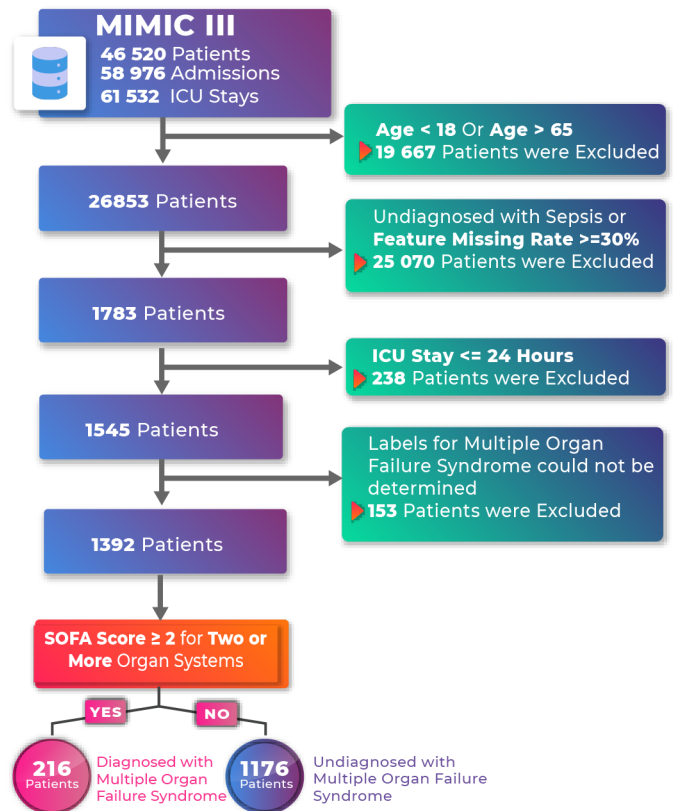 MIMIC III
46 520 Patients
58 976 Admissions
61 532 ICU Stays
Age < 18 Or Age > 65
19 667 Patients were Excluded
26853 Patients
Undiagnosed with Sepsis or
Feature Missing Rate >=30%
25 070 Patients were Excluded
1783 Patients
ICU Stay <= 24 Hours
238 Patients were Excluded
1545 Patients
Labels for Multiple Organ
Failure Syndrome could not be
determined
153 Patients were Excluded
1392 Patients
SOFA Score ≥ 2 for Two or
More Organ Systems
YES
NO
216
Patients
Diagnosed with
Multiple Organ
Failure Syndrome
1176
Patients
Undiagnosed with
Multiple Organ Failure
Syndrome